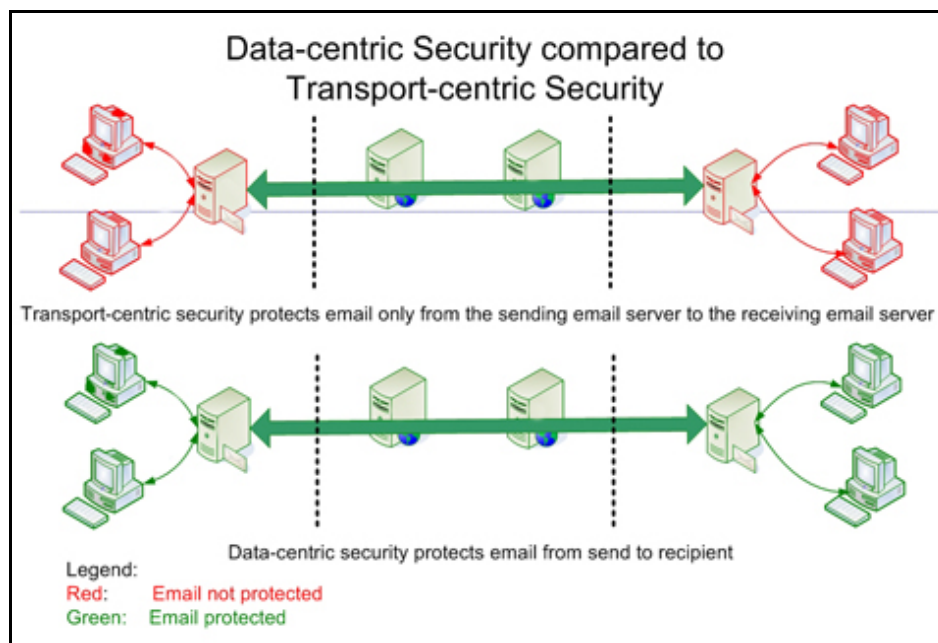 Data-centric Security compared to
Transport-centric Security
Transport-centric security protects email only from the sending email server to the receiving email server
Data-centric security protects email from send to recipient
Legend:
Red: Email not protected
Green: Email protected